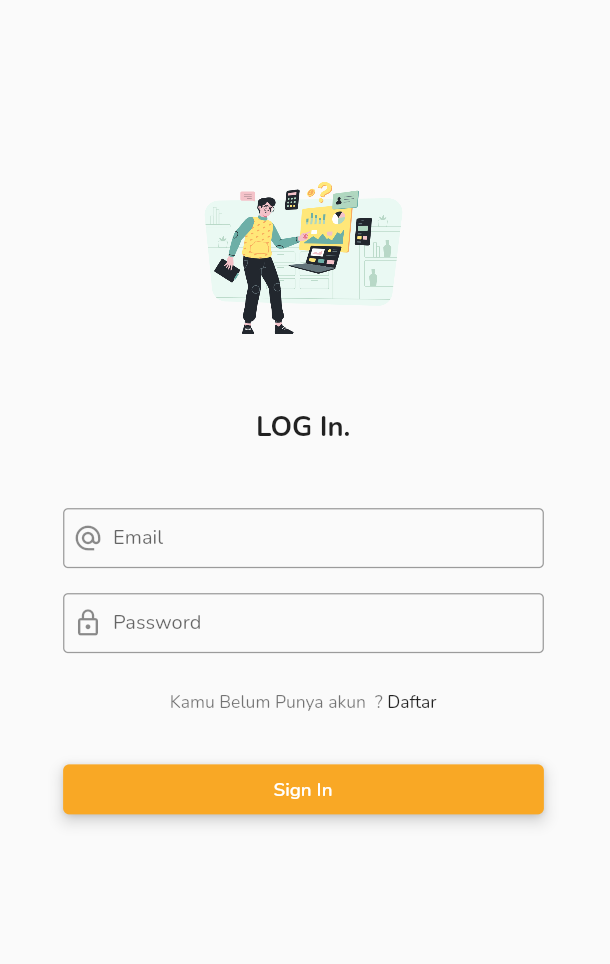 LOG In.
Email
Password
Kamu Belum Punya akun  ? Daftar
Sign In